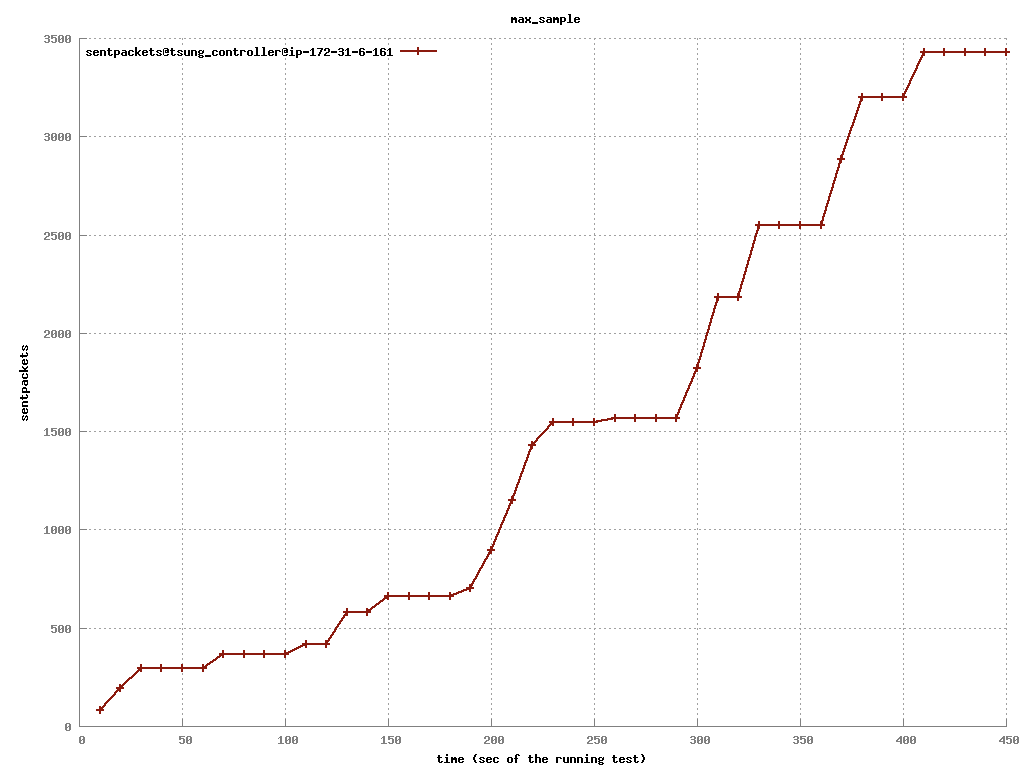 max_sample
sentpackets@tsung_controller@ip-172-31-6-161
3500
3000
2500
2000
1500
1000
500
0
sentpackets
0 50 100 150 200 250 300 350 400 450
time (sec of the running test)